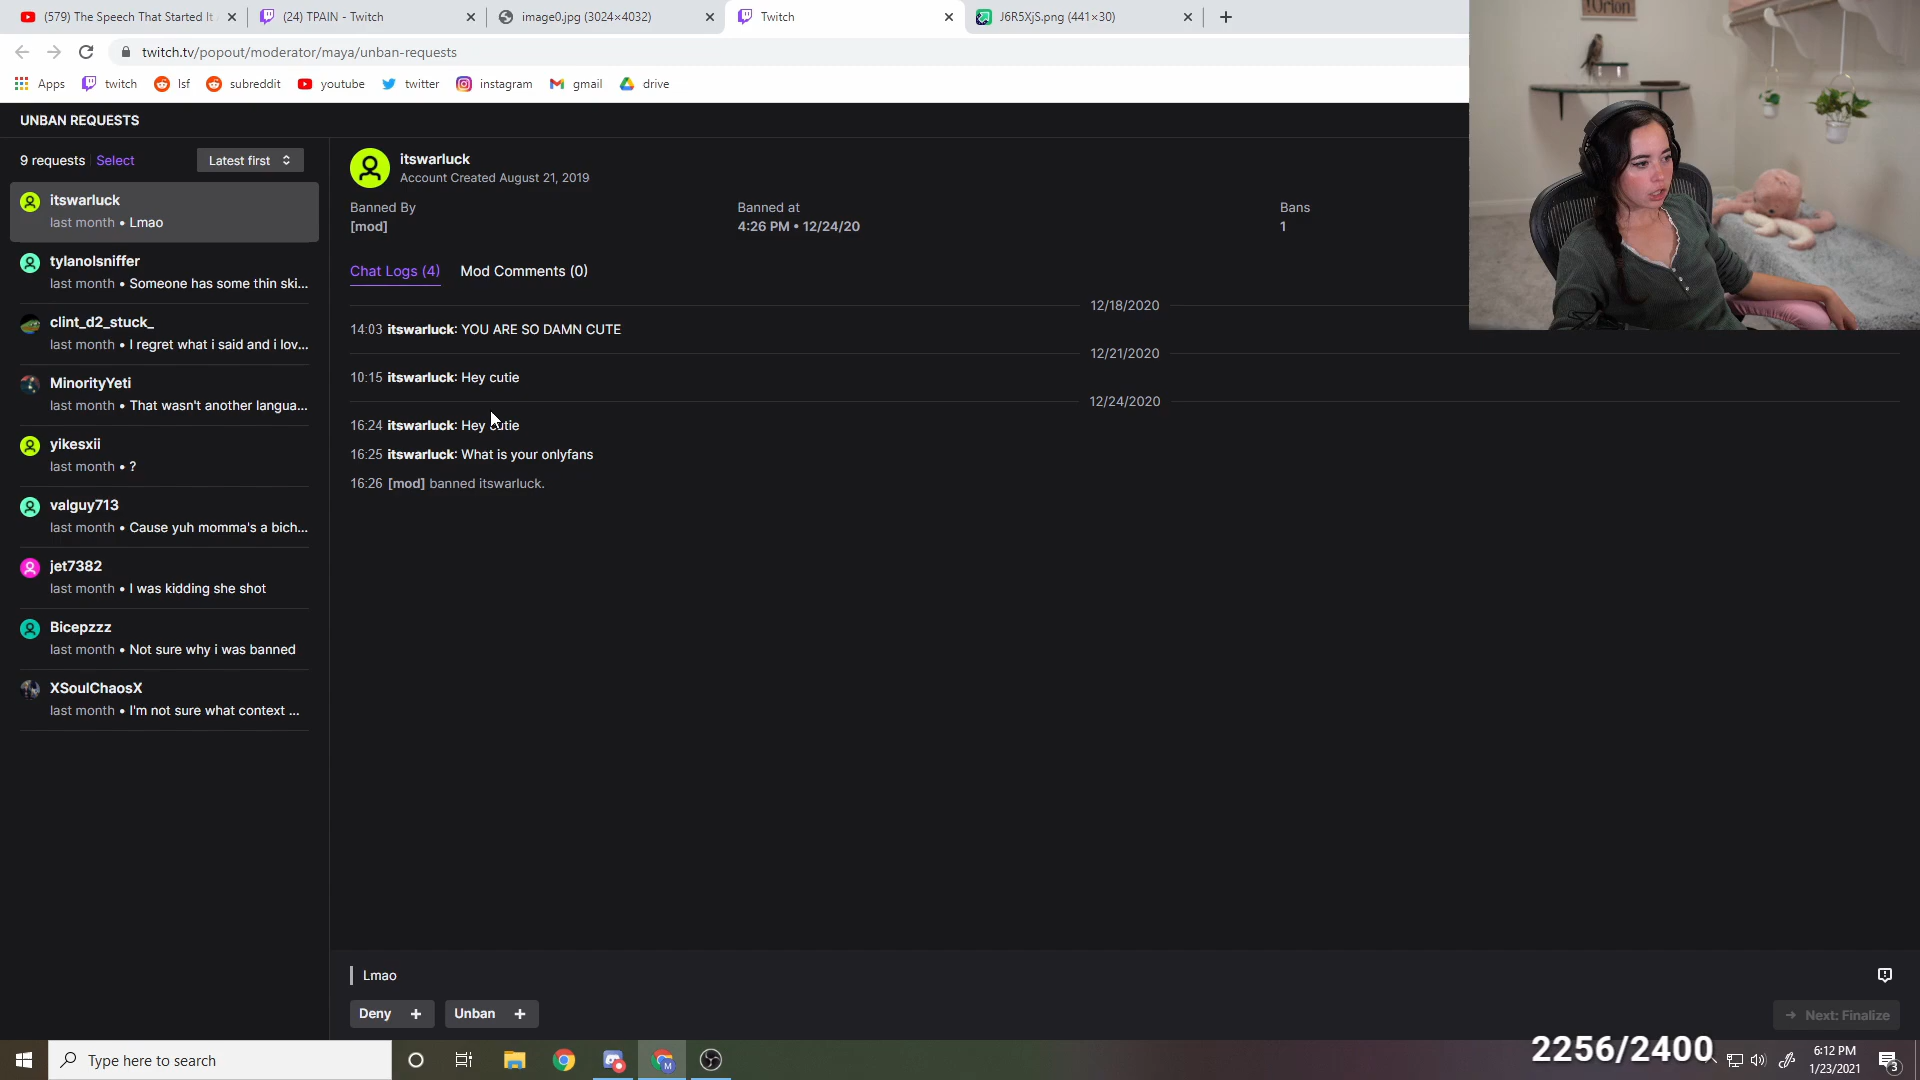 (579) The Speech That Started It
(24) TPAIN - Twitch
image0.jpg (3024×4032)
Twitch
J6R5XjS.png (441×30)
twitch.tv/popout/moderator/maya/unban-requests
Apps
twitch
lsf
subreddit
youtube
twitter
instagram
gmail
drive
!Orion
UNBAN REQUESTS
9 requests
Select
Latest first
itswarluck
last month • Lmao
tylanolsniffer
last month • Someone has some thin ski...
clint_d2_stuck_
last month • I regret what i said and i lov...
MinorityYeti
last month • That wasn't another langua...
yikesxii
last month • ?
valguy713
last month • Cause yuh momma's a bich...
jet7382
last month • I was kidding she shot
Bicepzzz
last month • Not sure why i was banned
XSoulChaosX
last month • I'm not sure what context ...
itswarluck
Account Created August 21, 2019
Banned By
[mod]
Banned at
4:26 PM • 12/24/20
Bans
1
Chat Logs (4)
Mod Comments (0)
12/18/2020
14:03 itswarluck: YOU ARE SO DAMN CUTE
12/21/2020
10:15 itswarluck: Hey cutie
12/24/2020
16:24 itswarluck: Hey cutie
16:25 itswarluck: What is your onlyfans
16:26 [mod] banned itswarluck.
Lmao
Deny +
Unban +
Next: Finalize
2256/2400
Type here to search
M
6:12 PM
1/23/2021
3